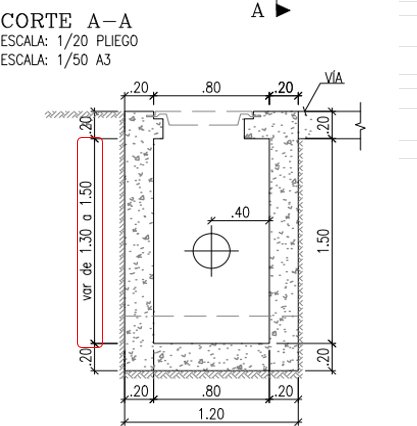 CORTE A-A
A
ESCALA: 1/20 PLIEGO
ESCALA: 1/50 A3
VÍA
.20 .80 .20
.20 .20
.40
var de 1.30 a 1.50
1.50
.20 .20
.20 .80 .20
1.20